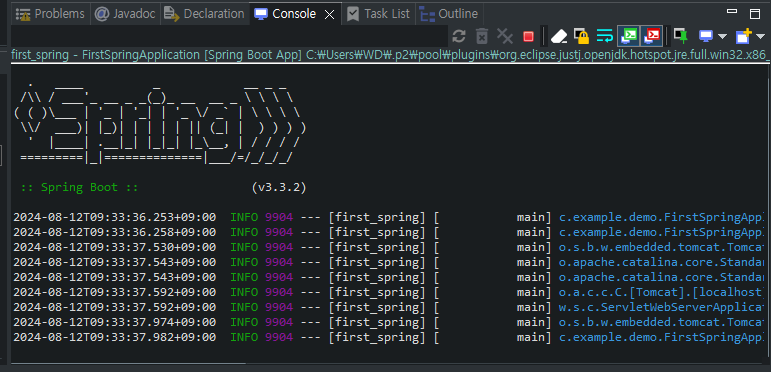 Problems Javadoc Declaration Console Task List Outline
first_spring - FirstSpringApplication [Spring Boot App] C:₩Users₩WD₩.p2₩pool₩plugins₩org.eclipse.justj.openjdk.hotspot.jre.full.win32.x86_
  .   ____          _            __ _ _
 /\\ / ___'_ __ _ _(_)_ __  __ _ \ \ \ \
( ( )\___ | '_ | '_| | '_ \/ _` | \ \ \ \
 \\/  ___)| |_)| | | | | || (_| |  ) ) ) )
  '  |____| .__|_| |_|_| |_\__, | / / / /
 =========|_|==============|___/=/_/_/_/
:: Spring Boot :: (v3.3.2)
2024-08-12T09:33:36.253+09:00 INFO 9904 --- [first_spring] [ main] c.example.demo.FirstSpringAppl
2024-08-12T09:33:36.258+09:00 INFO 9904 --- [first_spring] [ main] c.example.demo.FirstSpringAppl
2024-08-12T09:33:37.530+09:00 INFO 9904 --- [first_spring] [ main] o.s.b.w.embedded.tomcat.Tomcat
2024-08-12T09:33:37.543+09:00 INFO 9904 --- [first_spring] [ main] o.apache.catalina.core.Standar
2024-08-12T09:33:37.543+09:00 INFO 9904 --- [first_spring] [ main] o.apache.catalina.core.Standar
2024-08-12T09:33:37.592+09:00 INFO 9904 --- [first_spring] [ main] o.a.c.c.C.[Tomcat].[localhost]
2024-08-12T09:33:37.592+09:00 INFO 9904 --- [first_spring] [ main] w.s.c.ServletWebServerApplicat
2024-08-12T09:33:37.974+09:00 INFO 9904 --- [first_spring] [ main] o.s.b.w.embedded.tomcat.Tomcat
2024-08-12T09:33:37.982+09:00 INFO 9904 --- [first_spring] [ main] c.example.demo.FirstSpringAppl